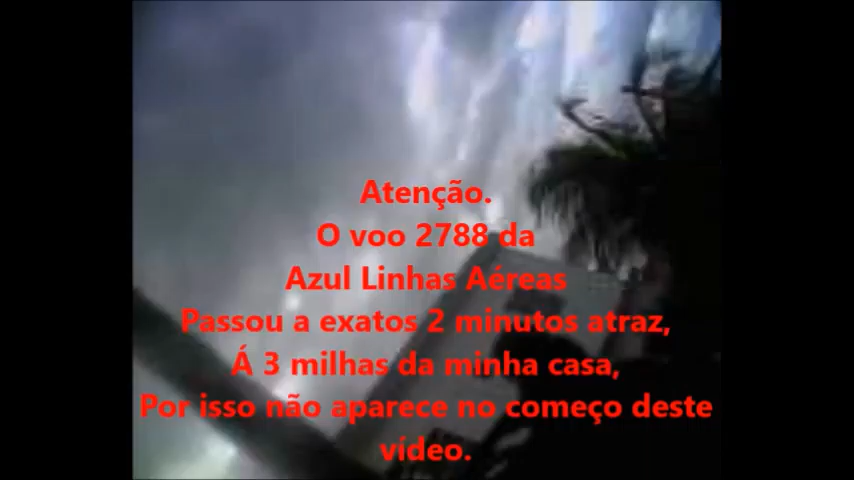 Atenção.
O voo 2788 da
Azul Linhas Aéreas
Passou a exatos 2 minutos atraz,
Á 3 milhas da minha casa,
Por isso não aparece no começo deste
vídeo.